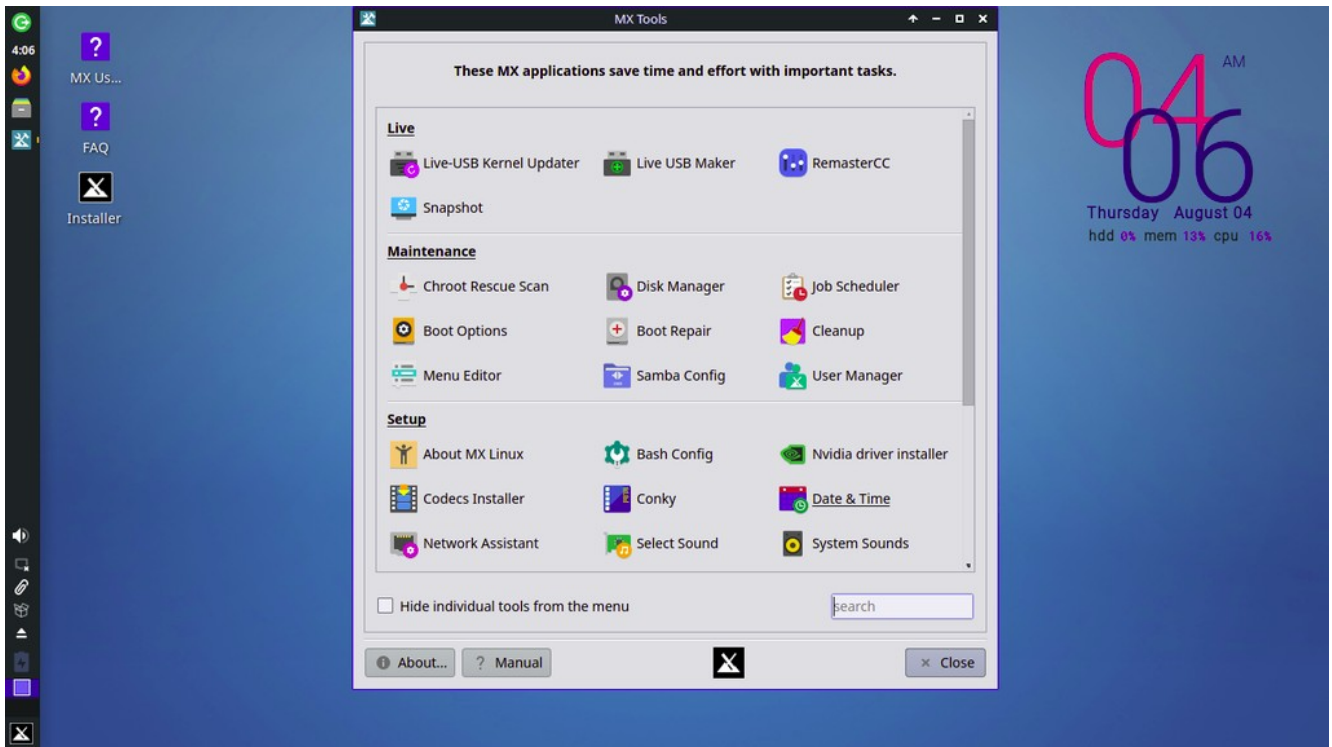 MX Tools
4:06
MX Us...
FAQ
Installer
These MX applications save time and effort with important tasks.
Live
Live-USB Kernel Updater Live USB Maker RemasterCC
Snapshot
Maintenance
Chroot Rescue Scan Disk Manager Job Scheduler
Boot Options Boot Repair Cleanup
Menu Editor Samba Config User Manager
Setup
About MX Linux Bash Config Nvidia driver installer
Codecs Installer Conky Date & Time
Network Assistant Select Sound System Sounds
Hide individual tools from the menu search
About... ? Manual Close
04 AM
06
Thursday August 04
hdd 0% mem 13% cpu 16%